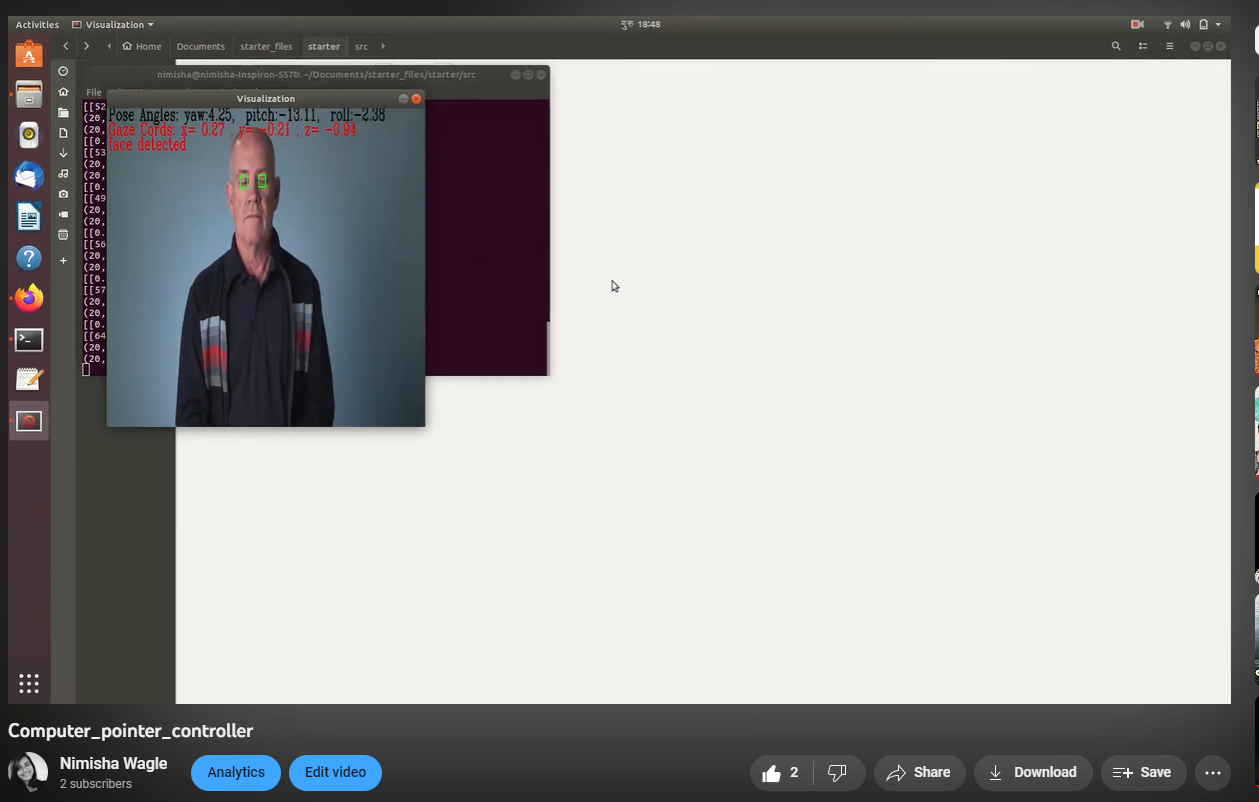 Activities Visualization गुरु 18:48
Home Documents starter_files starter src
nimisha@nimisha-Inspiron-5570: ~/Documents/starter_files/starter/src
File
Visualization
Pose Angles: yaw:4.25, pitch:-13.11, roll:-2.38
Gaze Cords: x= 0.27 , y= -0.21 , z= -0.94
face detected
[[52
(20,
(20,
[[0.
[[53
(20,
(20,
[[0.
[[49
(20,
(20,
[[0.
[[56
(20,
(20,
[[0.
[[57
(20,
(20,
[[0.
[[64
(20,
(20,
Computer_pointer_controller
Nimisha Wagle
2 subscribers
Analytics
Edit video
2
Share
Download
Save